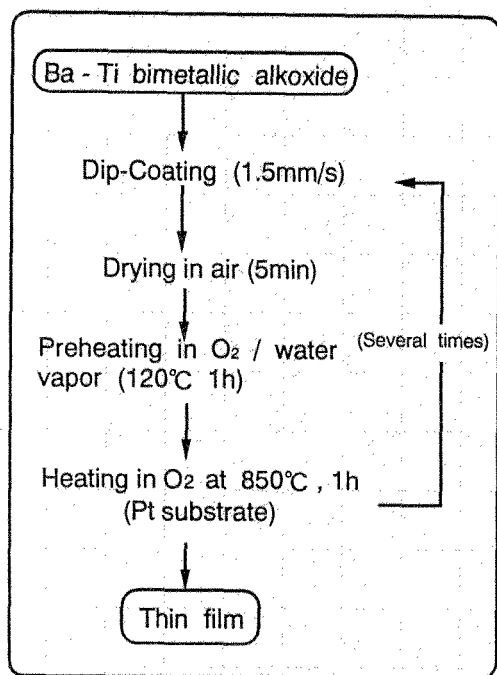 Ba - Ti bimetallic alkoxide
Dip-Coating (1.5mm/s)
Drying in air (5min)
Preheating in O₂ / water
vapor (120℃ 1h)
(Several times)
Heating in O₂ at 850℃ , 1h
(Pt substrate)
Thin film